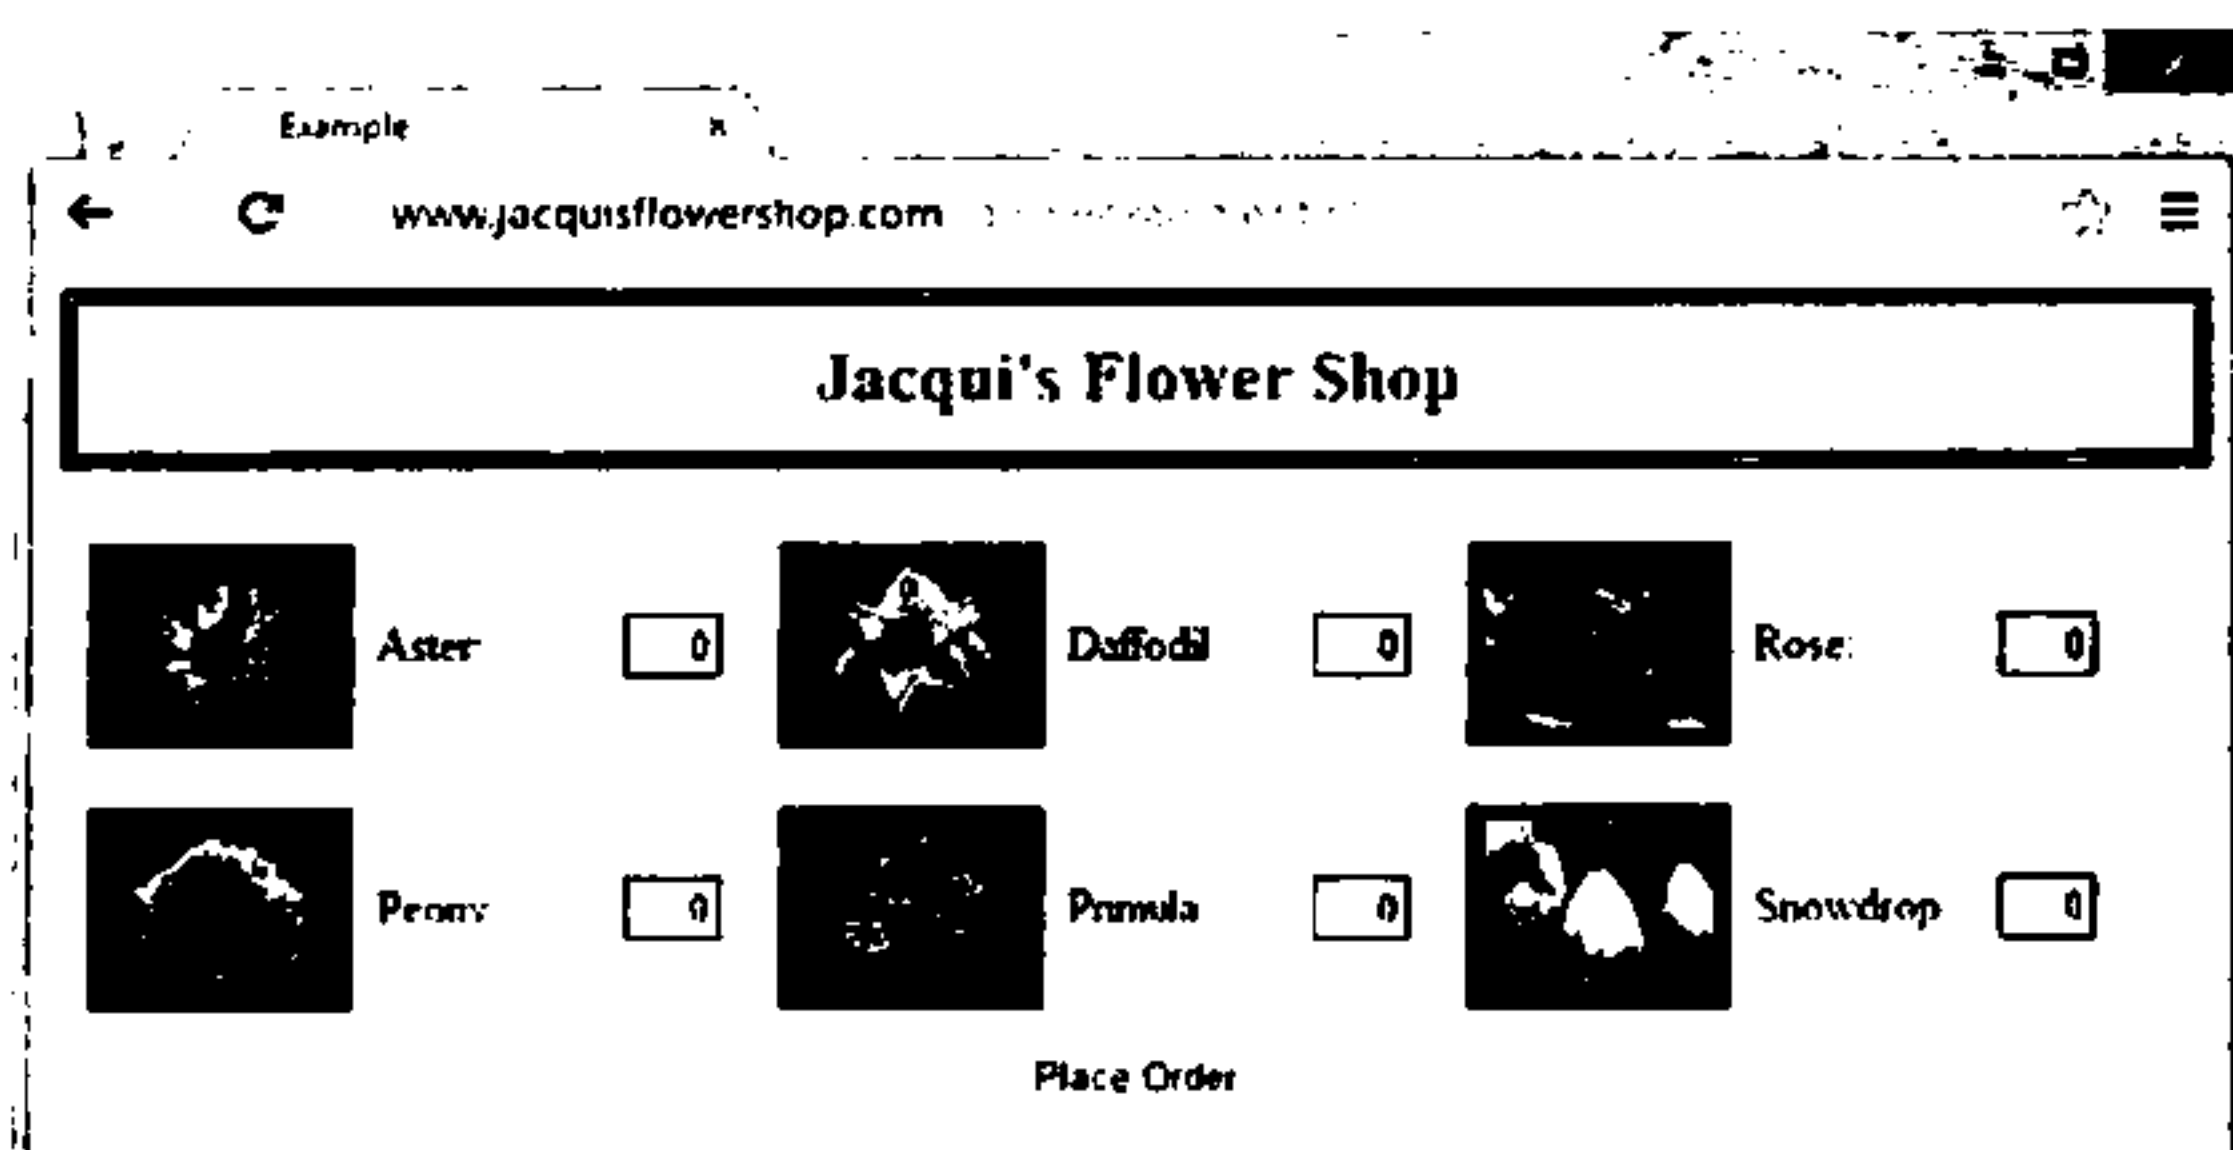 Example
www.jacquisflowershop.com
Jacqui's Flower Shop
Aster 0 Daffodil 0 Rose: 0
Peony 0 Primula 0 Snowdrop 0
Place Order